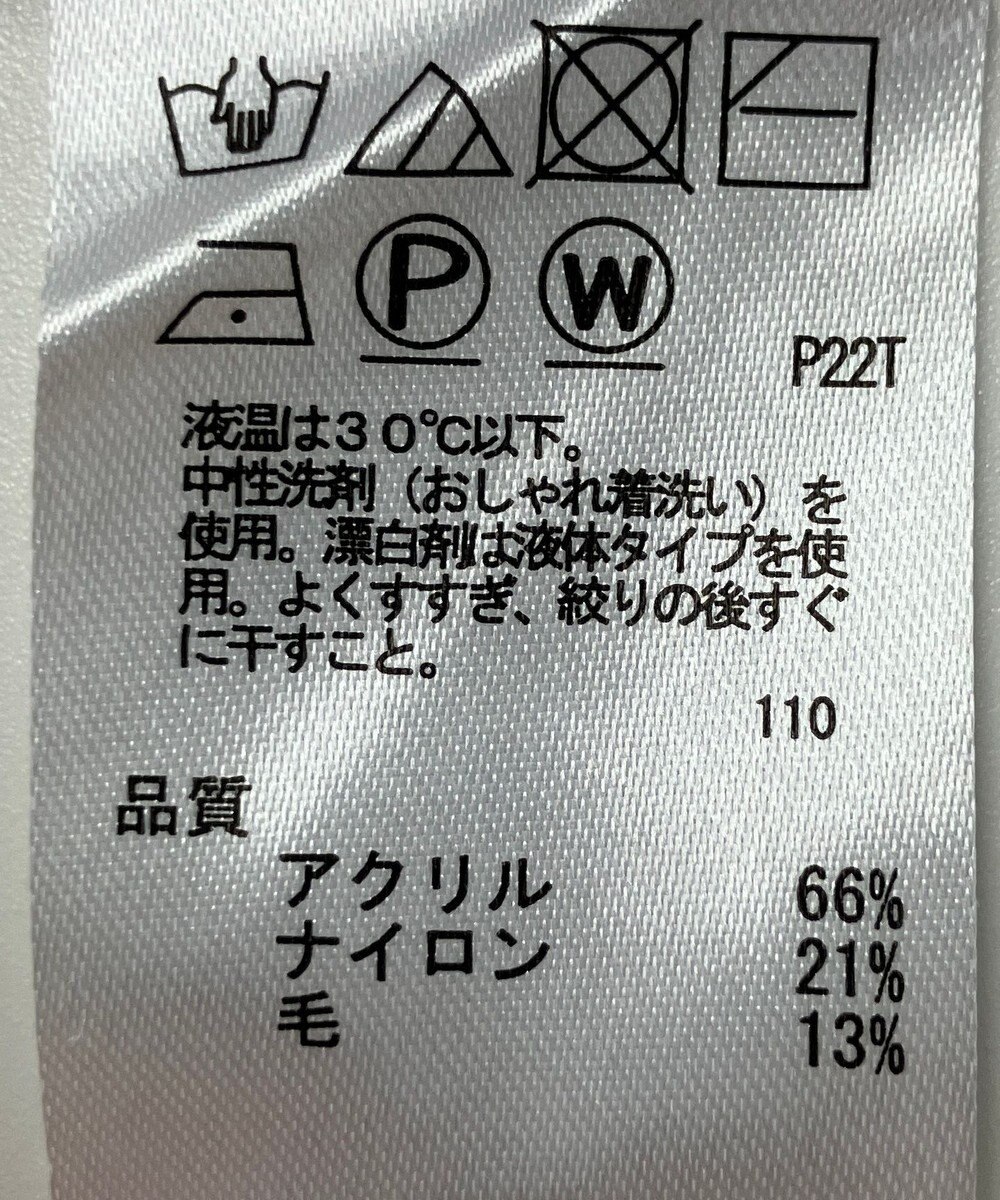 P W
P22T
液温は30℃以下。
中性洗剤(おしゃれ着洗い)を
使用。漂白剤は液体タイプを使
用。よくすすぎ、絞りの後すぐ
に干すこと。
110
品質
アクリル 66%
ナイロン 21%
毛 13%